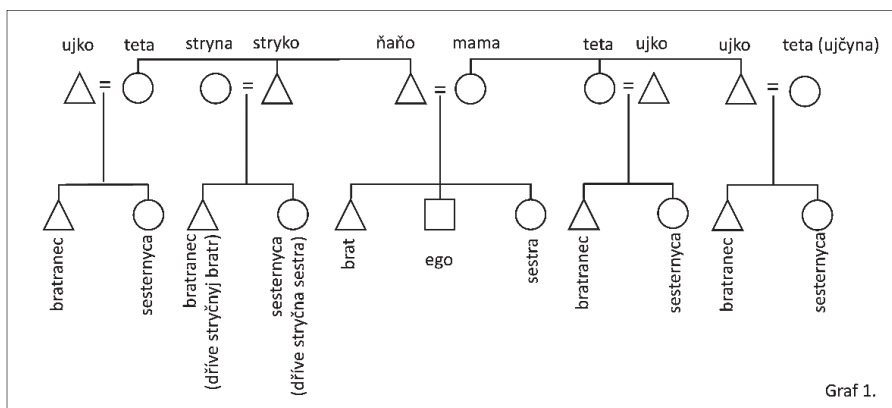 ujko teta stryna stryko ňaňo mama teta ujko ujko teta (ujčyna)
= = = = =
bratranec
sesternyca
bratranec
(dříve stryčnyj bratr)
sesternyca
(dříve stryčna sestra)
brat
ego
sestra
bratranec
sesternyca
bratranec
sesternyca
Graf 1.